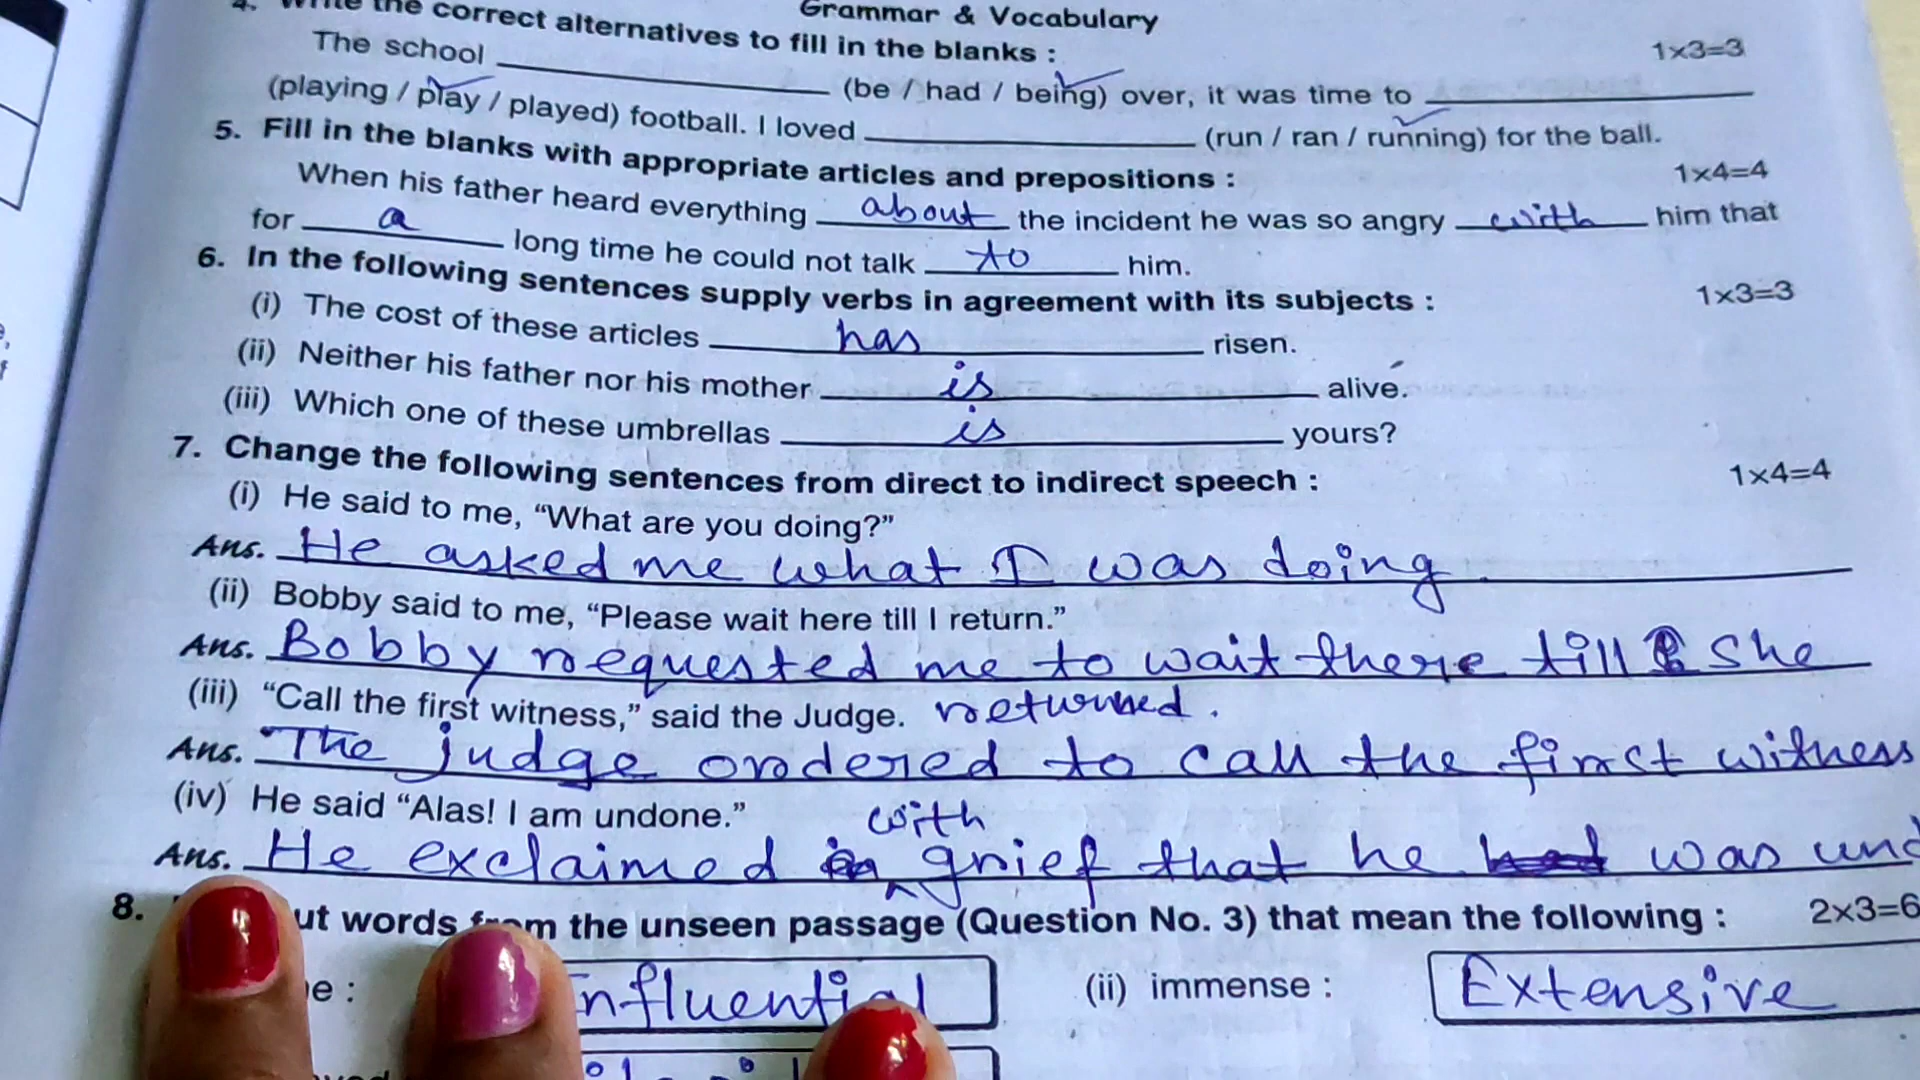 Grammar & Vocabulary
4. Write the correct alternatives to fill in the blanks : 1×3=3
The school ____________ (be / had / being) over, it was time to ____________
(playing / play / played) football. I loved ____________ (run / ran / running) for the ball.
5. Fill in the blanks with appropriate articles and prepositions : 1×4=4
When his father heard everything about the incident he was so angry with him that
for a long time he could not talk to him.
6. In the following sentences supply verbs in agreement with its subjects : 1×3=3
(i) The cost of these articles has risen.
(ii) Neither his father nor his mother is alive.
(iii) Which one of these umbrellas is yours?
7. Change the following sentences from direct to indirect speech : 1×4=4
(i) He said to me, “What are you doing?”
Ans. He asked me what I was doing.
(ii) Bobby said to me, “Please wait here till I return.”
Ans. Bobby requested me to wait there till she
(iii) “Call the first witness,” said the Judge. returned.
Ans. The judge ordered to call the first witness
(iv) He said “Alas! I am undone.” with
Ans. He exclaimed grief that he was und
8. ut words from the unseen passage (Question No. 3) that mean the following : 2×3=6
e : Influential (ii) immense : Extensive